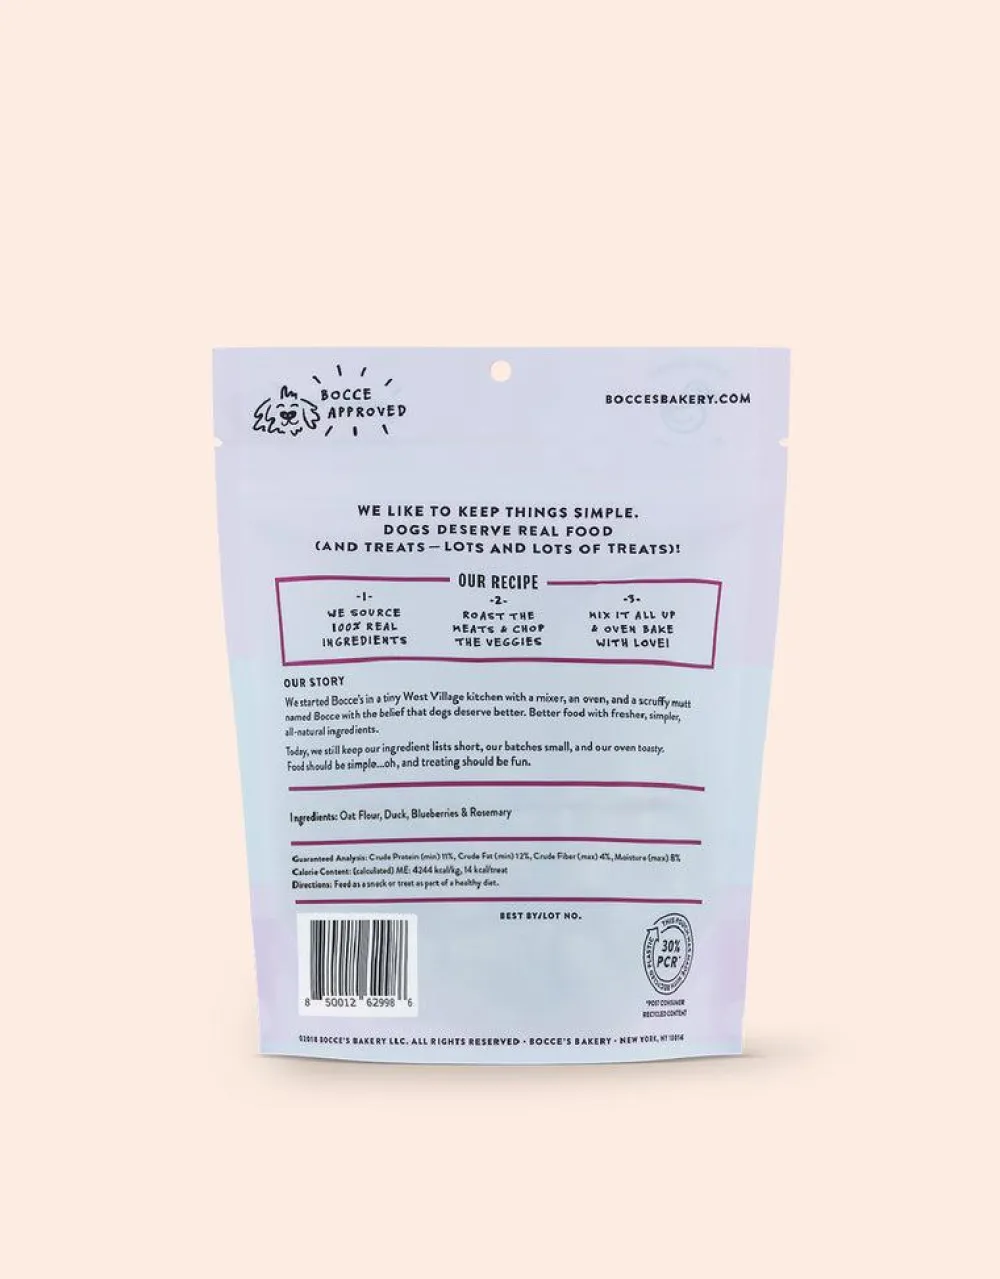 BOCCE
APPROVED
BOCCESBAKERY.COM
WE LIKE TO KEEP THINGS SIMPLE.
DOGS DESERVE REAL FOOD
(AND TREATS — LOTS AND LOTS OF TREATS)!
OUR RECIPE
-1-
WE SOURCE
100% REAL
INGREDIENTS
-2-
ROAST THE
MEATS & CHOP
THE VEGGIES
-3-
MIX IT ALL UP
& OVEN BAKE
WITH LOVE!
OUR STORY
We started Bocce's in a tiny West Village kitchen with a mixer, an oven, and a scruffy mutt
named Bocce with the belief that dogs deserve better. Better food with fresher, simpler,
all-natural ingredients.
Today, we still keep our ingredient lists short, our batches small, and our oven toasty.
Food should be simple...oh, and treating should be fun.
Ingredients: Oat Flour, Duck, Blueberries & Rosemary
Guaranteed Analysis: Crude Protein (min) 11%, Crude Fat (min) 12%, Crude Fiber (max) 4%, Moisture (max) 8%
Calorie Content: (calculated) ME: 4244 kcal/kg, 14 kcal/treat
Directions: Feed as a snack or treat as part of a healthy diet.
BEST BY/LOT NO.
8 50012 62998 6
THIS POUCH WAS MADE WITH RECYCLED PLASTIC
30%
PCR*
*POST CONSUMER
RECYCLED CONTENT
©2018 BOCCE'S BAKERY LLC. ALL RIGHTS RESERVED • BOCCE'S BAKERY • NEW YORK, NY 10016